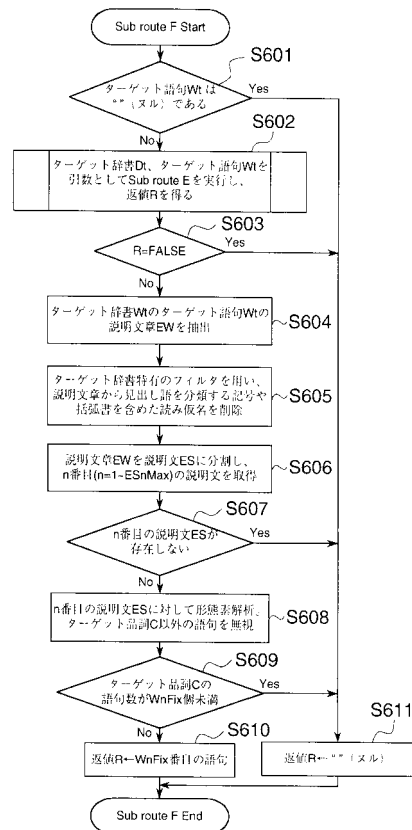 Sub route F Start
S601
ターゲット語句Wtは
“”(ヌル)である
Yes
No
S602
ターゲット辞書Dt、ターゲット語句Wtを
引数としてSub route Eを実行し、
返値Rを得る
S603
R=FALSE
Yes
No
ターゲット辞書Wtのターゲット語句Wtの
説明文章EWを抽出
S604
ターゲット辞書特有のフィルタを用い、
説明文章から見出し語を分類する記号や
括弧書を含めた読み仮名を削除
S605
説明文章EWを説明文ESに分割し、
n番目(n=1~ESnMax)の説明文を取得
S606
S607
n番目の説明文ESが
存在しない
Yes
No
n番目の説明文ESに対して形態素解析、
ターゲット品詞C以外の語句を無視
S608
S609
ターゲット品詞Cの
語句数がWnFix個未満
Yes
No
S610
返値R←WnFix番目の語句
S611
返値R←“”(ヌル)
Sub route F End